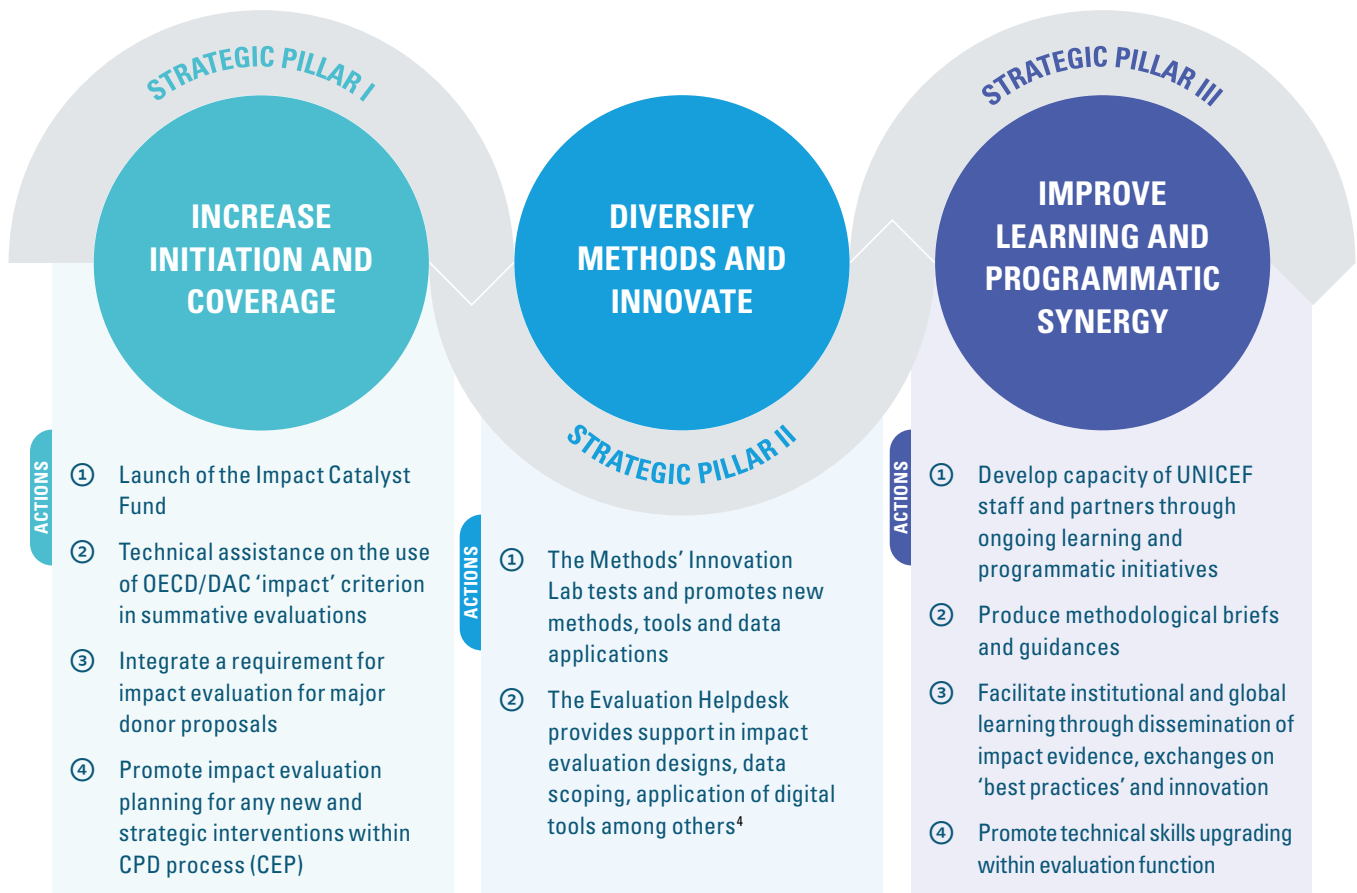 STRATEGIC PILLAR I
INCREASE
INITIATION AND
COVERAGE
ACTIONS
① Launch of the Impact Catalyst
Fund
② Technical assistance on the use
of OECD/DAC ‘impact’ criterion
in summative evaluations
③ Integrate a requirement for
impact evaluation for major
donor proposals
④ Promote impact evaluation
planning for any new and
strategic interventions within
CPD process (CEP)
DIVERSIFY
METHODS AND
INNOVATE
STRATEGIC PILLAR II
ACTIONS
① The Methods’ Innovation
Lab tests and promotes new
methods, tools and data
applications
② The Evaluation Helpdesk
provides support in impact
evaluation designs, data
scoping, application of digital
tools among others⁴
STRATEGIC PILLAR III
IMPROVE
LEARNING AND
PROGRAMMATIC
SYNERGY
ACTIONS
① Develop capacity of UNICEF
staff and partners through
ongoing learning and
programmatic initiatives
② Produce methodological briefs
and guidances
③ Facilitate institutional and global
learning through dissemination of
impact evidence, exchanges on
‘best practices’ and innovation
④ Promote technical skills upgrading
within evaluation function